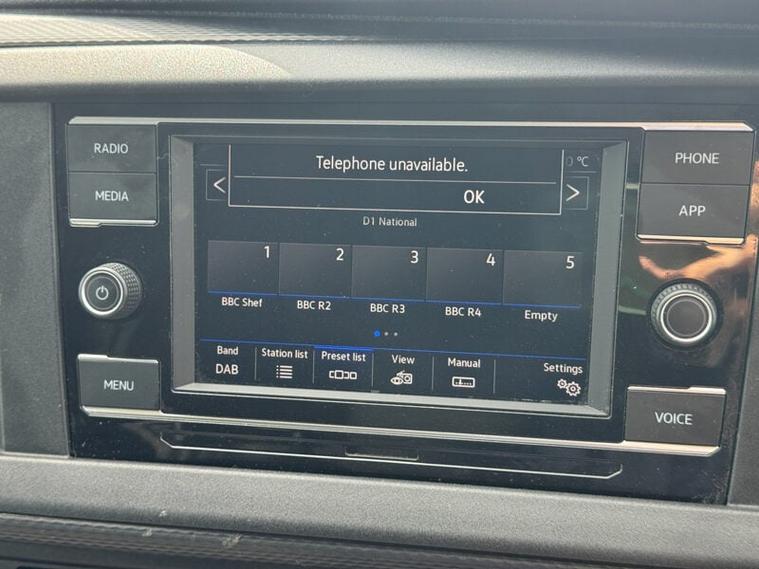 RADIO
MEDIA
MENU
PHONE
APP
VOICE
Telephone unavailable.
OK
°C
< >
D1 National
1 2 3 4 5
BBC Shef BBC R2 BBC R3 BBC R4 Empty
Band Station list Preset list View Manual Settings
DAB